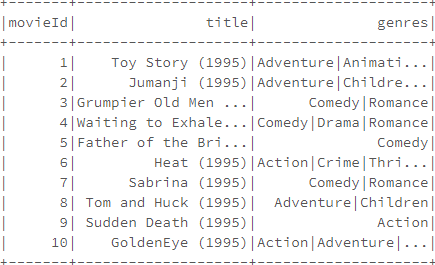 +-------+--------------------+--------------------+
|movieId|               title|              genres|
+-------+--------------------+--------------------+
|      1|    Toy Story (1995)|Adventure|Animati...|
|      2|      Jumanji (1995)|Adventure|Childre...|
|      3|Grumpier Old Men ...|      Comedy|Romance|
|      4|Waiting to Exhale...|Comedy|Drama|Romance|
|      5|Father of the Bri...|              Comedy|
|      6|         Heat (1995)|Action|Crime|Thri...|
|      7|      Sabrina (1995)|      Comedy|Romance|
|      8| Tom and Huck (1995)|  Adventure|Children|
|      9| Sudden Death (1995)|              Action|
|     10|    GoldenEye (1995)|Action|Adventure|...|
+-------+--------------------+--------------------+